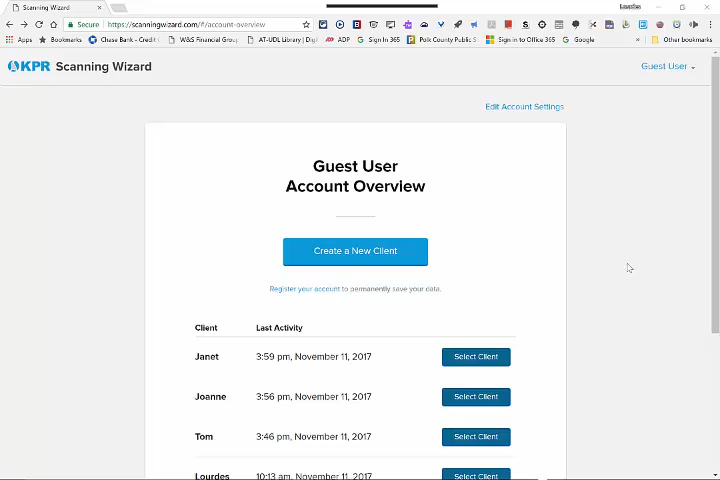 Scanning Wizard
Secure
https://scanningwizard.com/#/account-overview
Apps
Bookmarks
Chase Bank - Credit
W&S Financial Group
AT-UDL Library | Digi
ADP
Sign In 365
Polk County Public S
Sign in to Office 365
Google
»
Other bookmarks
KPR Scanning Wizard
Guest User
Edit Account Settings
Guest User
Account Overview
Create a New Client
Register your account to permanently save your data.
Client Last Activity
Janet 3:59 pm, November 11, 2017 Select Client
Joanne 3:56 pm, November 11, 2017 Select Client
Tom 3:46 pm, November 11, 2017 Select Client
Lourdes 10:13 am, November 11, 2017 Select Client